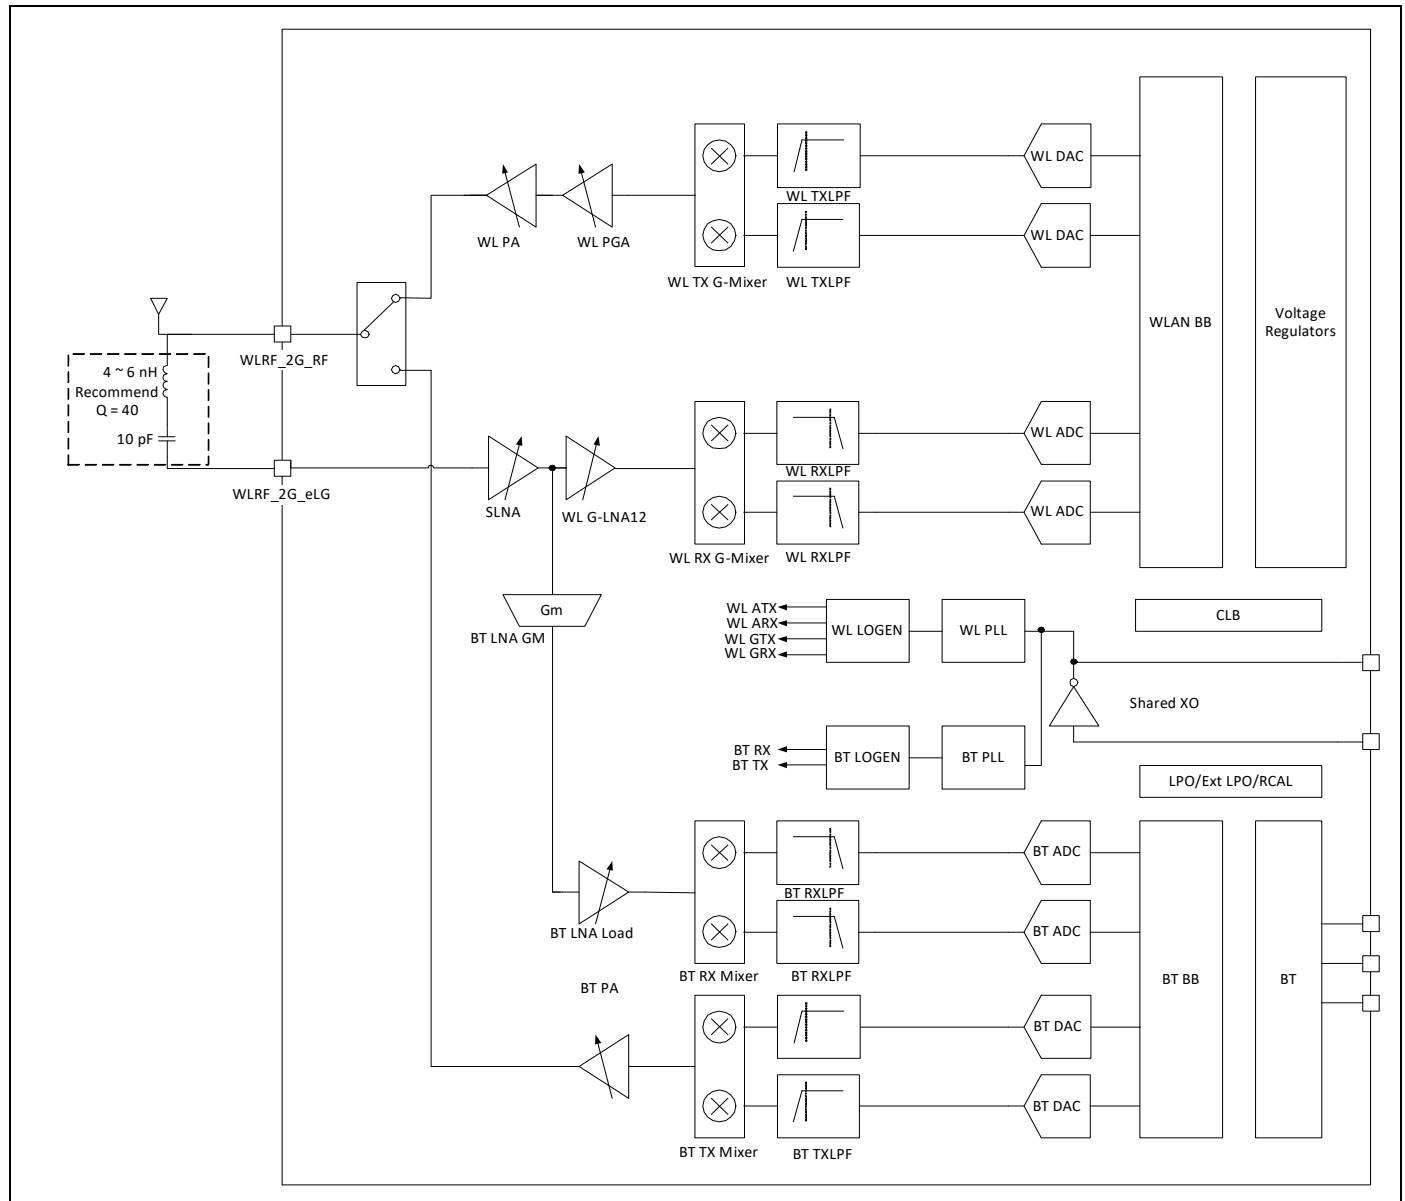 WL DAC
WL TXLPF
WL DAC
WL PA
WL PGA
WL TX G-Mixer
WL TXLPF
WLAN BB
Voltage
Regulators
WLRF_2G_RF
4 ~ 6 nH
Recommend
Q = 40
10 pF
WLRF_2G_eLG
SLNA
WL G-LNA12
WL ADC
WL RXLPF
WL ADC
WL RX G-Mixer
WL RXLPF
Gm
BT LNA GM
WL ATX
WL ARX
WL GTX
WL GRX
WL LOGEN
WL PLL
CLB
Shared XO
BT RX
BT TX
BT LOGEN
BT PLL
LPO/Ext LPO/RCAL
BT ADC
BT RXLPF
BT LNA Load
BT ADC
BT RX Mixer
BT RXLPF
BT PA
BT BB
BT
BT DAC
BT DAC
BT TX Mixer
BT TXLPF